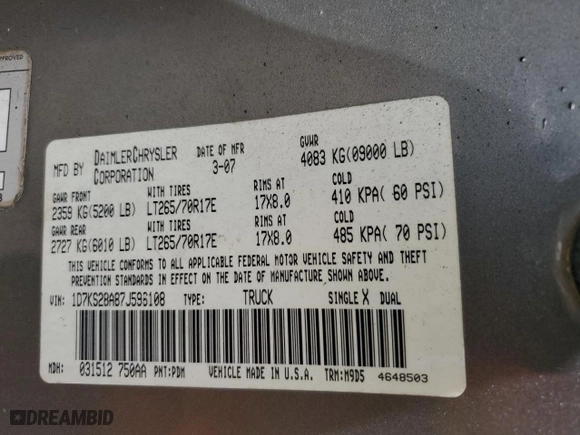 APPROVED
MFD BY DAIMLERCHRYSLER CORPORATION
DATE OF MFR 3-07
GVWR 4083 KG(09000 LB)
GAWR FRONT WITH TIRES RIMS AT COLD
2359 KG(5200 LB) LT265/70R17E 17X8.0 410 KPA( 60 PSI)
GAWR REAR WITH TIRES RIMS AT COLD
2727 KG(6010 LB) LT265/70R17E 17X8.0 485 KPA( 70 PSI)
THIS VEHICLE CONFORMS TO ALL APPLICABLE FEDERAL MOTOR VEHICLE SAFETY AND THEFT
PREVENTION STANDARDS IN EFFECT ON THE DATE OF MANUFACTURE SHOWN ABOVE.
VIN: 1D7KS28A87J596108 TYPE: TRUCK SINGLE X DUAL
MDH: 031512 750AA PNT:PDM VEHICLE MADE IN U.S.A. TRM:M9D5 4648503
© DREAMBID